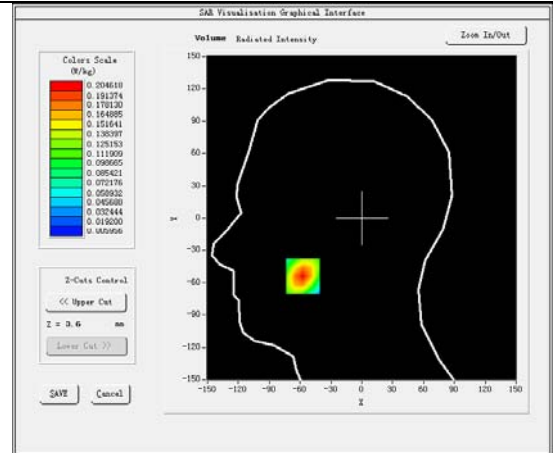 SAR Visualisation Graphical Interface
Volume Radiated Intensity
Zoom In/Out
Colors Scale
(W/kg)
0.204618
0.191374
0.178130
0.164885
0.151641
0.138397
0.125153
0.111909
0.098665
0.085421
0.072176
0.058932
0.045688
0.032444
0.019200
0.005956
150
120
90
60
30
0
-30
-60
-90
-120
-150
Y
-150 -120 -90 -60 -30 0 30 60 90 120 150
X
Z-Cuts Control
<< Upper Cut
Z = 3.6 mm
Lower Cut >>
SAVE
Cancel